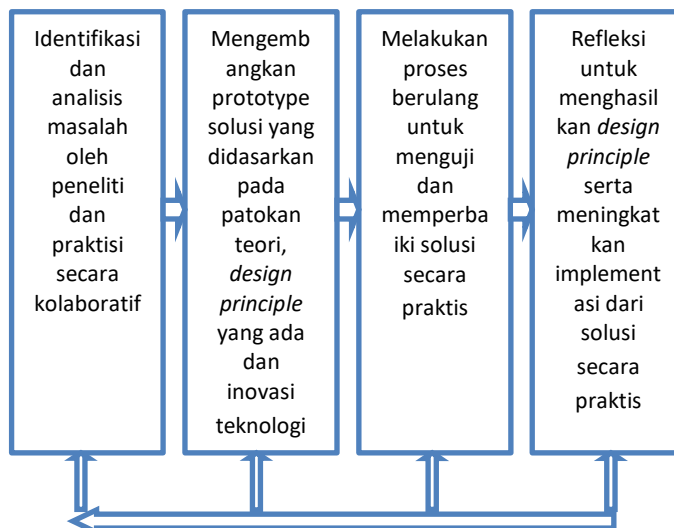 Identifikasi
dan
analisis
masalah
oleh
peneliti
dan
praktisi
secara
kolaboratif
Mengemb
angkan
prototype
solusi yang
didasarkan
pada
patokan
teori,
design
principle
yang ada
dan
inovasi
teknologi
Melakukan
proses
berulang
untuk
menguji
dan
memperba
iki solusi
secara
praktis
Refleksi
untuk
menghasil
kan design
principle
serta
meningkat
kan
implement
asi dari
solusi
secara
praktis